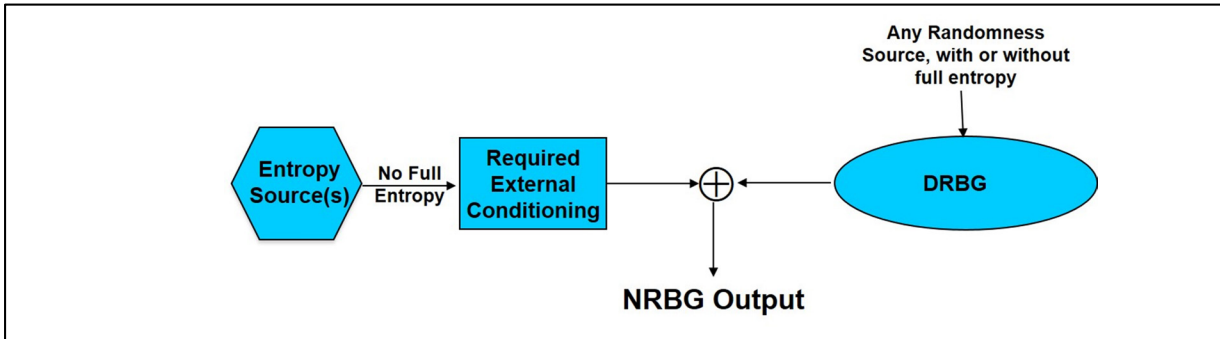 Any Randomness
Source, with or without
full entropy
Entropy
Source(s)
No Full
Entropy
Required
External
Conditioning
DRBG
NRBG Output